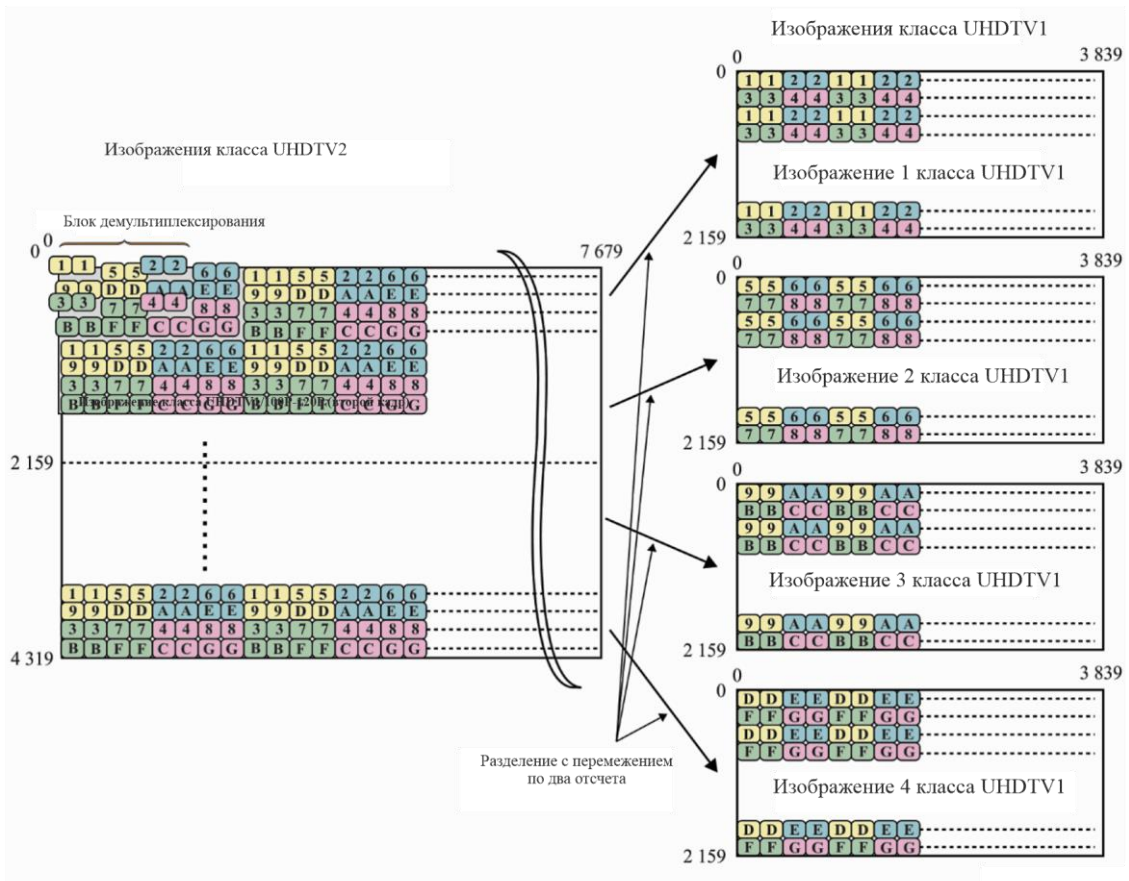 Изображения класса UHDTV1
0 3 839
0
1 1 2 2 1 1 2 2
3 3 4 4 3 3 4 4
1 1 2 2 1 1 2 2
3 3 4 4 3 3 4 4
Изображение 1 класса UHDTV1
1 1 2 2 1 1 2 2
3 3 4 4 3 3 4 4
2 159
Изображения класса UHDTV2
Блок демультиплексирования
0
0
7 679
1 1 5 5 2 2 6 6 1 1 5 5 2 2 6 6
9 9 D D A A E E 9 9 D D A A E E
3 3 7 7 4 4 8 8 3 3 7 7 4 4 8 8
B B F F C C G G B B F F C C G G
1 1 5 5 2 2 6 6 1 1 5 5 2 2 6 6
9 9 D D A A E E 9 9 D D A A E E
3 3 7 7 4 4 8 8 3 3 7 7 4 4 8 8
B B F F C C G G B B F F C C G G
2 159
1 1 5 5 2 2 6 6 1 1 5 5 2 2 6 6
9 9 D D A A E E 9 9 D D A A E E
3 3 7 7 4 4 8 8 3 3 7 7 4 4 8 8
B B F F C C G G B B F F C C G G
4 319
0 3 839
0
5 5 6 6 5 5 6 6
7 7 8 8 7 7 8 8
5 5 6 6 5 5 6 6
7 7 8 8 7 7 8 8
Изображение 2 класса UHDTV1
5 5 6 6 5 5 6 6
7 7 8 8 7 7 8 8
2 159
0 3 839
0
9 9 A A 9 9 A A
B B C C B B C C
9 9 A A 9 9 A A
B B C C B B C C
Изображение 3 класса UHDTV1
9 9 A A 9 9 A A
B B C C B B C C
2 159
0 3 839
0
D D E E D D E E
F F G G F F G G
D D E E D D E E
F F G G F F G G
Изображение 4 класса UHDTV1
D D E E D D E E
F F G G F F G G
2 159
Разделение с перемежением
по два отсчета